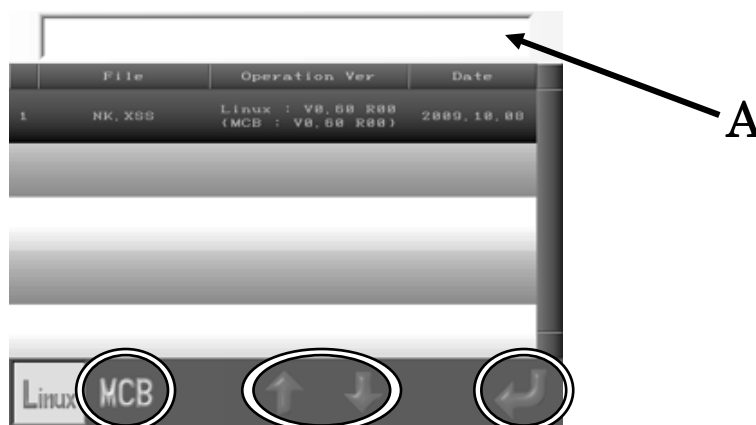 A
File Operation Ver Date
1 NK.XSS Linux : V0,60 R00 2009,10,08
(MCB : V0,60 R00)
Linux MCB